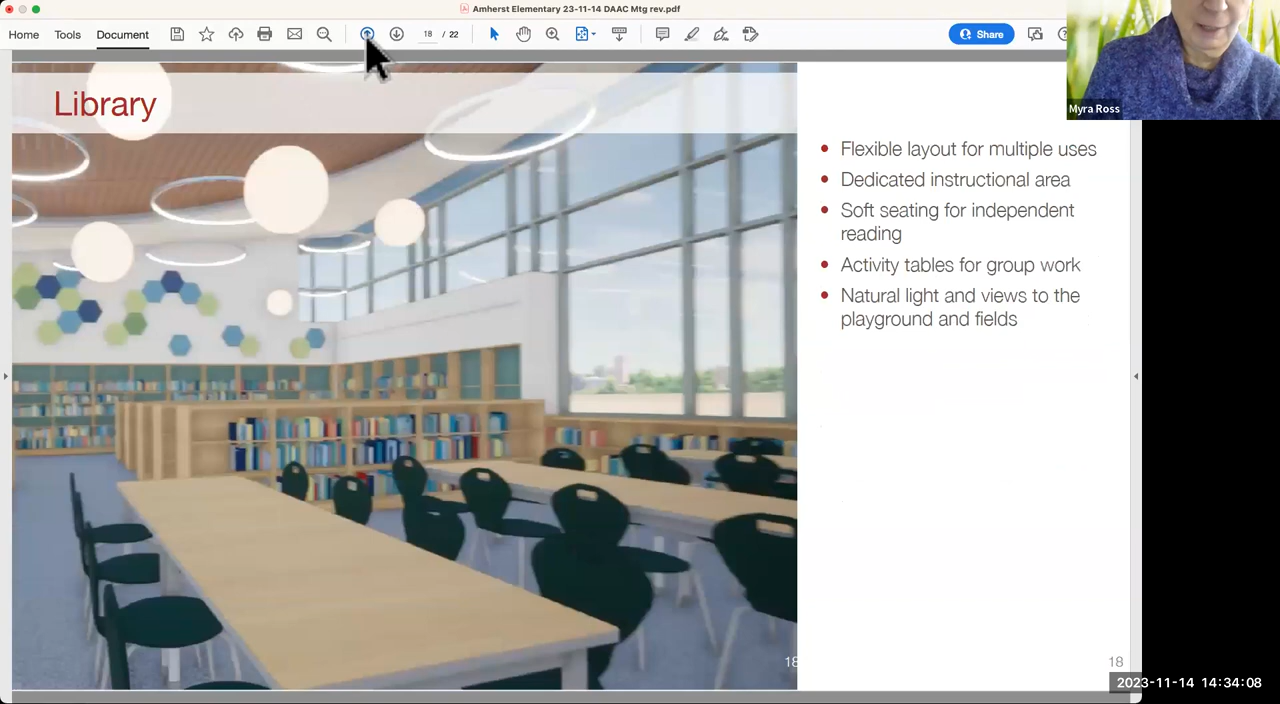 Amherst Elementary 23-11-14 DAAC Mtg rev.pdf
Home Tools Document 18 / 22 Share
Myra Ross
Library
• Flexible layout for multiple uses
• Dedicated instructional area
• Soft seating for independent
reading
• Activity tables for group work
• Natural light and views to the
playground and fields
18
18
2023-11-14 14:34:08